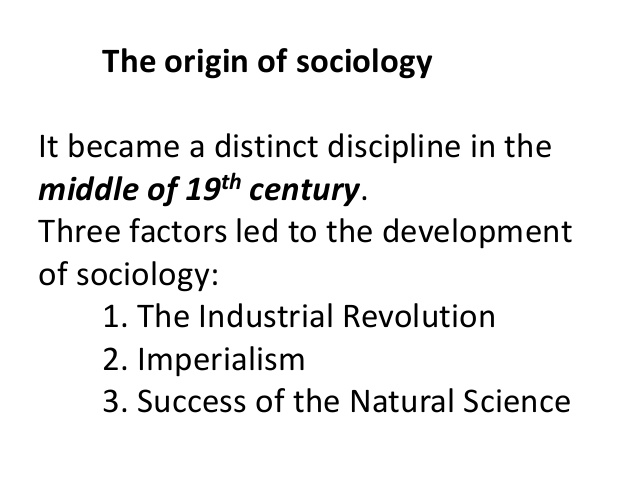 The origin of sociology
It became a distinct discipline in the
middle of 19th century.
Three factors led to the development
of sociology:
1. The Industrial Revolution
2. Imperialism
3. Success of the Natural Science